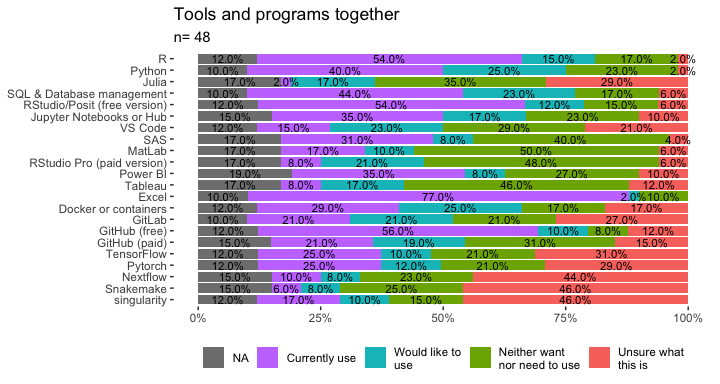 Tools and programs together
n= 48
R 12.0% 54.0% 15.0% 17.0% 2.0%
Python 10.0% 40.0% 25.0% 23.0% 2.0%
Julia 17.0% 2.0% 17.0% 35.0% 29.0%
SQL & Database management 10.0% 44.0% 23.0% 17.0% 6.0%
RStudio/Posit (free version) 12.0% 54.0% 12.0% 15.0% 6.0%
Jupyter Notebooks or Hub 15.0% 35.0% 17.0% 23.0% 10.0%
VS Code 12.0% 15.0% 23.0% 29.0% 21.0%
SAS 17.0% 31.0% 8.0% 40.0% 4.0%
MatLab 17.0% 17.0% 10.0% 50.0% 6.0%
RStudio Pro (paid version) 17.0% 8.0% 21.0% 48.0% 6.0%
Power BI 19.0% 35.0% 8.0% 27.0% 10.0%
Tableau 17.0% 8.0% 17.0% 46.0% 12.0%
Excel 10.0% 77.0% 2.0% 10.0%
Docker or containers 12.0% 29.0% 25.0% 17.0% 17.0%
GitLab 10.0% 21.0% 21.0% 21.0% 27.0%
GitHub (free) 12.0% 56.0% 10.0% 8.0% 12.0%
GitHub (paid) 15.0% 21.0% 19.0% 31.0% 15.0%
TensorFlow 12.0% 25.0% 10.0% 21.0% 31.0%
Pytorch 12.0% 25.0% 12.0% 21.0% 29.0%
Nextflow 15.0% 10.0% 8.0% 23.0% 44.0%
Snakemake 15.0% 6.0% 8.0% 25.0% 46.0%
singularity 12.0% 17.0% 10.0% 15.0% 46.0%
0% 25% 50% 75% 100%
NA Currently use Would like to use Neither want nor need to use Unsure what this is